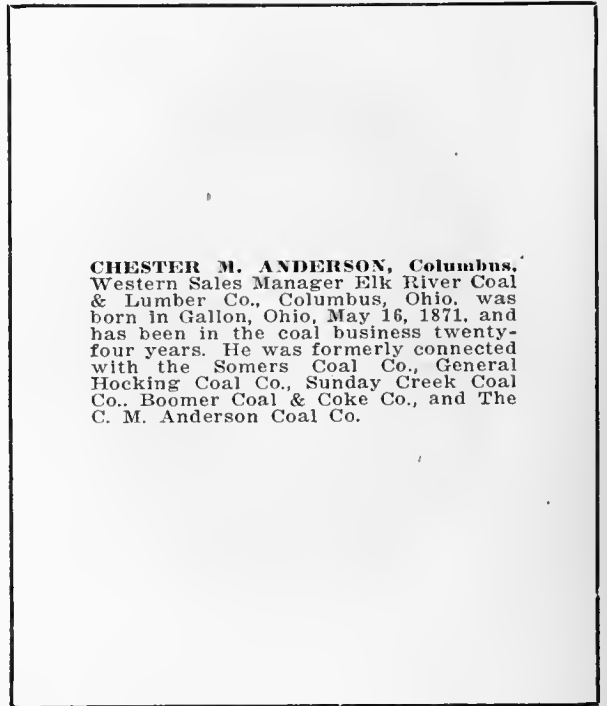 CHESTER M. ANDERSON, Columbus,
Western Sales Manager Elk River Coal
& Lumber Co., Columbus, Ohio, was
born in Gallon, Ohio, May 16, 1871, and
has been in the coal business twenty-
four years. He was formerly connected
with the Somers Coal Co., General
Hocking Coal Co., Sunday Creek Coal
Co., Boomer Coal & Coke Co., and The
C. M. Anderson Coal Co.